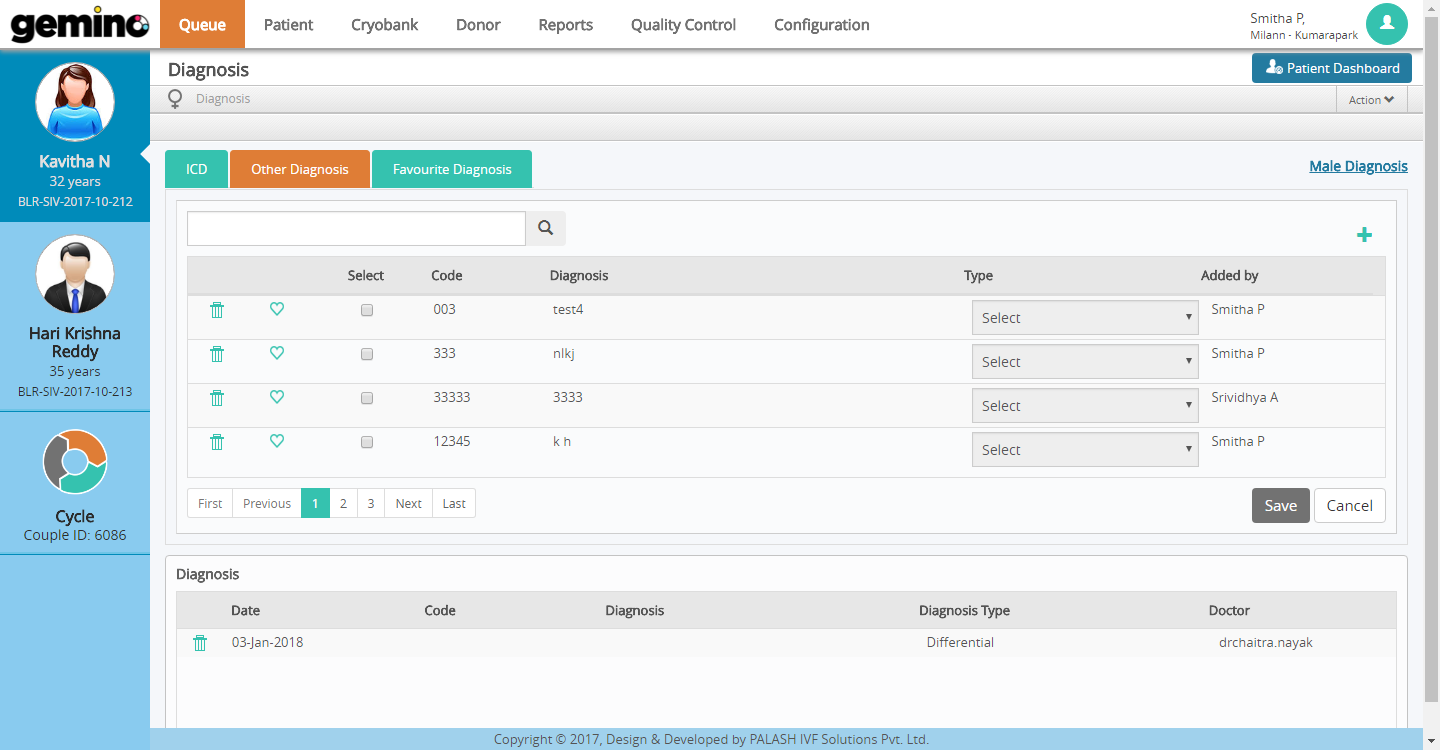 gemino
Queue Patient Cryobank Donor Reports Quality Control Configuration
Smitha P,
Milann - Kumarapark
Kavitha N
32 years
BLR-SIV-2017-10-212
Hari Krishna
Reddy
35 years
BLR-SIV-2017-10-213
Cycle
Couple ID: 6086
Diagnosis
Patient Dashboard
Diagnosis
Action
ICD Other Diagnosis Favourite Diagnosis
Male Diagnosis
Select Code Diagnosis Type Added by
003 test4 Select Smitha P
333 nlkj Select Smitha P
33333 3333 Select Srividhya A
12345 k h Select Smitha P
First Previous 1 2 3 Next Last
Save Cancel
Diagnosis
Date Code Diagnosis Diagnosis Type Doctor
03-Jan-2018 Differential drchaitra.nayak
Copyright © 2017, Design & Developed by PALASH IVF Solutions Pvt. Ltd.